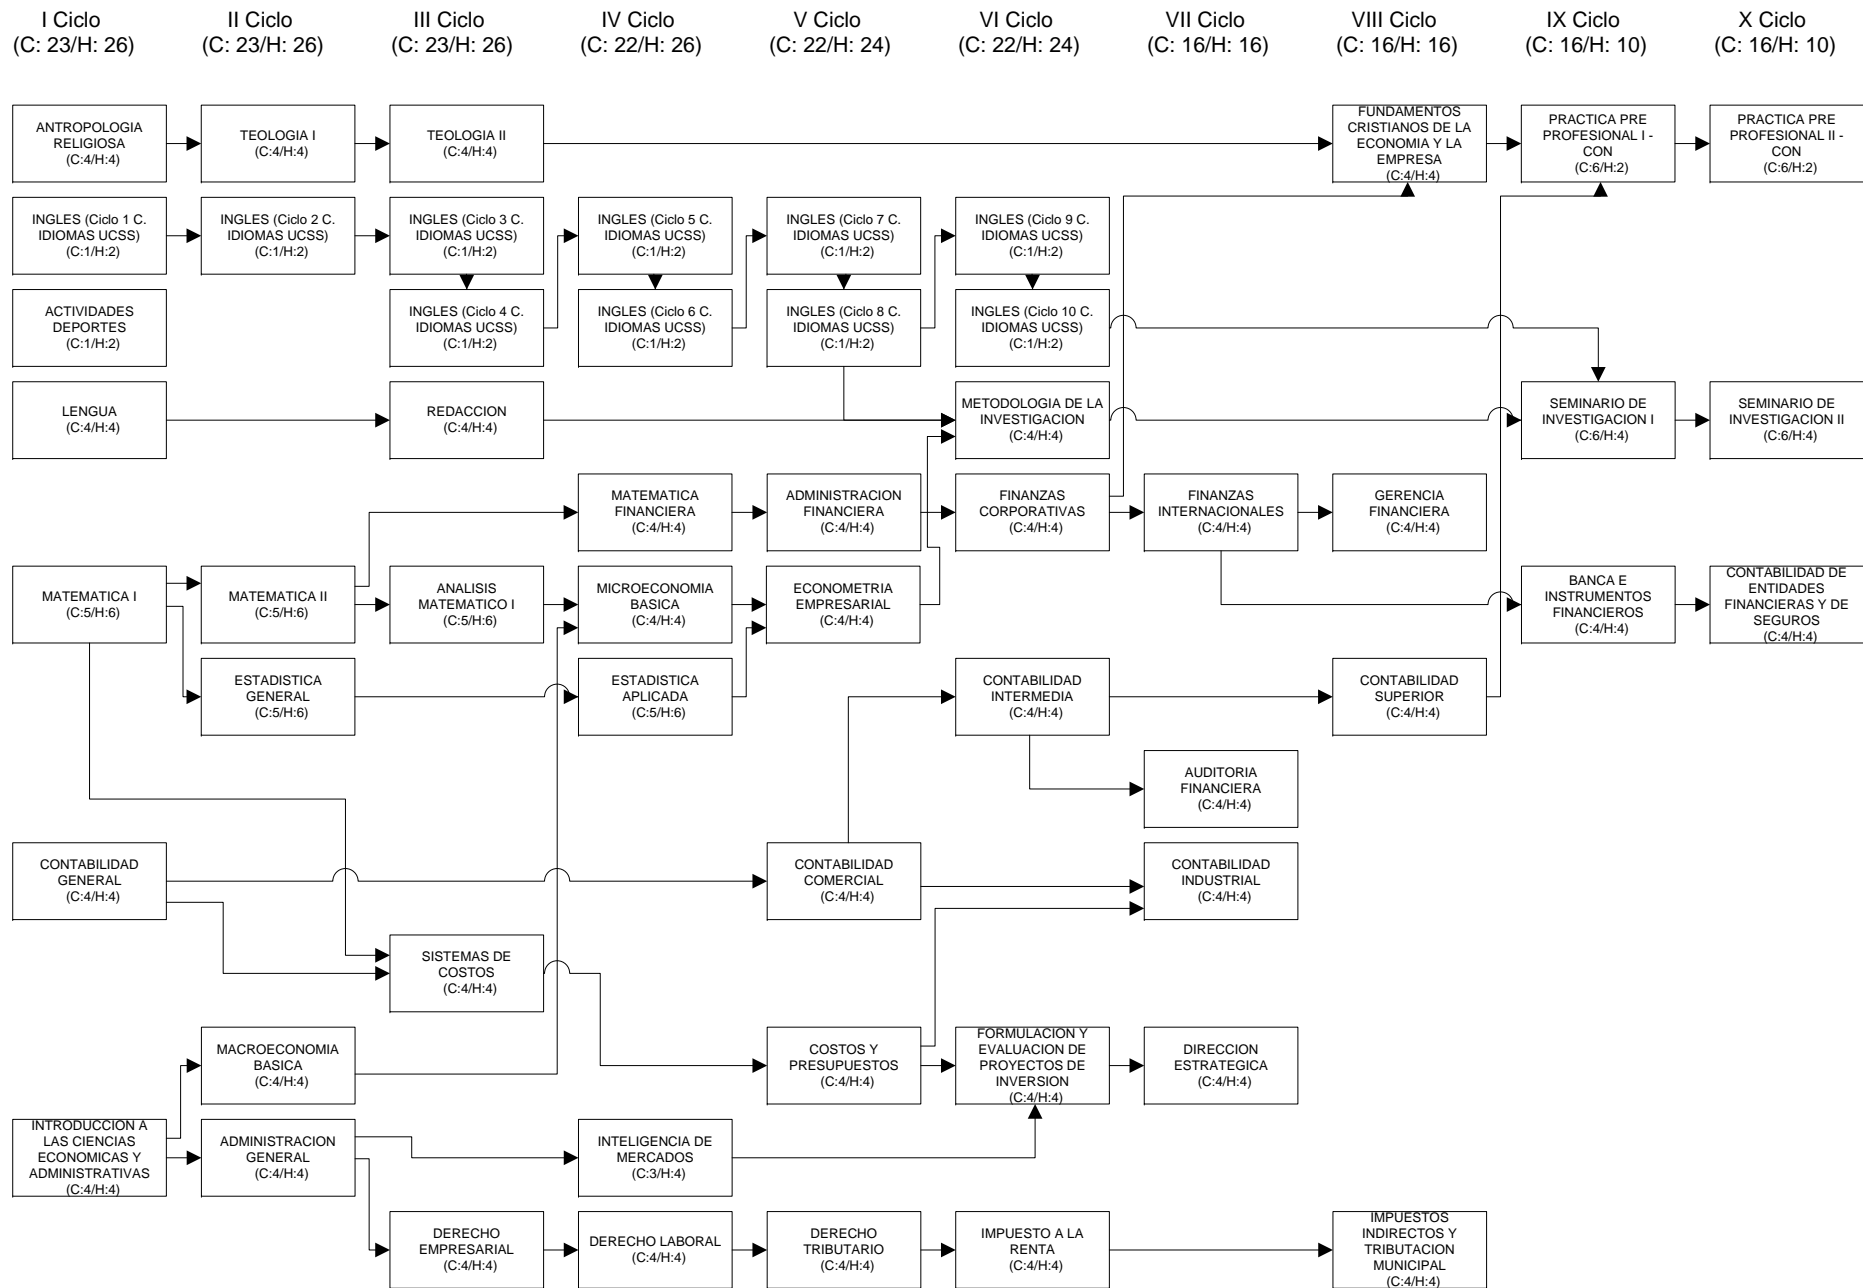 I Ciclo
(C: 23/H: 26)
II Ciclo
(C: 23/H: 26)
III Ciclo
(C: 23/H: 26)
IV Ciclo
(C: 22/H: 26)
V Ciclo
(C: 22/H: 24)
VI Ciclo
(C: 22/H: 24)
VII Ciclo
(C: 16/H: 16)
VIII Ciclo
(C: 16/H: 16)
IX Ciclo
(C: 16/H: 10)
X Ciclo
(C: 16/H: 10)
ANTROPOLOGIA
RELIGIOSA
(C:4/H:4)
TEOLOGIA I
(C:4/H:4)
TEOLOGIA II
(C:4/H:4)
FUNDAMENTOS
CRISTIANOS DE LA
ECONOMIA Y LA
EMPRESA
(C:4/H:4)
PRACTICA PRE
PROFESIONAL I -
CON
(C:6/H:2)
PRACTICA PRE
PROFESIONAL II -
CON
(C:6/H:2)
INGLES (Ciclo 1 C.
IDIOMAS UCSS)
(C:1/H:2)
INGLES (Ciclo 2 C.
IDIOMAS UCSS)
(C:1/H:2)
INGLES (Ciclo 3 C.
IDIOMAS UCSS)
(C:1/H:2)
INGLES (Ciclo 5 C.
IDIOMAS UCSS)
(C:1/H:2)
INGLES (Ciclo 7 C.
IDIOMAS UCSS)
(C:1/H:2)
INGLES (Ciclo 9 C.
IDIOMAS UCSS)
(C:1/H:2)
ACTIVIDADES
DEPORTES
(C:1/H:2)
INGLES (Ciclo 4 C.
IDIOMAS UCSS)
(C:1/H:2)
INGLES (Ciclo 6 C.
IDIOMAS UCSS)
(C:1/H:2)
INGLES (Ciclo 8 C.
IDIOMAS UCSS)
(C:1/H:2)
INGLES (Ciclo 10 C.
IDIOMAS UCSS)
(C:1/H:2)
LENGUA
(C:4/H:4)
REDACCION
(C:4/H:4)
METODOLOGIA DE LA
INVESTIGACION
(C:4/H:4)
SEMINARIO DE
INVESTIGACION I
(C:6/H:4)
SEMINARIO DE
INVESTIGACION II
(C:6/H:4)
MATEMATICA
FINANCIERA
(C:4/H:4)
ADMINISTRACION
FINANCIERA
(C:4/H:4)
FINANZAS
CORPORATIVAS
(C:4/H:4)
FINANZAS
INTERNACIONALES
(C:4/H:4)
GERENCIA
FINANCIERA
(C:4/H:4)
MATEMATICA I
(C:5/H:6)
MATEMATICA II
(C:5/H:6)
ANALISIS
MATEMATICO I
(C:5/H:6)
MICROECONOMIA
BASICA
(C:4/H:4)
ECONOMETRIA
EMPRESARIAL
(C:4/H:4)
BANCA E
INSTRUMENTOS
FINANCIEROS
(C:4/H:4)
CONTABILIDAD DE
ENTIDADES
FINANCIERAS Y DE
SEGUROS
(C:4/H:4)
ESTADISTICA
GENERAL
(C:5/H:6)
ESTADISTICA
APLICADA
(C:5/H:6)
CONTABILIDAD
INTERMEDIA
(C:4/H:4)
CONTABILIDAD
SUPERIOR
(C:4/H:4)
AUDITORIA
FINANCIERA
(C:4/H:4)
CONTABILIDAD
GENERAL
(C:4/H:4)
CONTABILIDAD
COMERCIAL
(C:4/H:4)
CONTABILIDAD
INDUSTRIAL
(C:4/H:4)
SISTEMAS DE
COSTOS
(C:4/H:4)
MACROECONOMIA
BASICA
(C:4/H:4)
COSTOS Y
PRESUPUESTOS
(C:4/H:4)
FORMULACION Y
EVALUACION DE
PROYECTOS DE
INVERSION
(C:4/H:4)
DIRECCION
ESTRATEGICA
(C:4/H:4)
INTRODUCCION A
LAS CIENCIAS
ECONOMICAS Y
ADMINISTRATIVAS
(C:4/H:4)
ADMINISTRACION
GENERAL
(C:4/H:4)
INTELIGENCIA DE
MERCADOS
(C:3/H:4)
DERECHO
EMPRESARIAL
(C:4/H:4)
DERECHO LABORAL
(C:4/H:4)
DERECHO
TRIBUTARIO
(C:4/H:4)
IMPUESTO A LA
RENTA
(C:4/H:4)
IMPUESTOS
INDIRECTOS Y
TRIBUTACION
MUNICIPAL
(C:4/H:4)